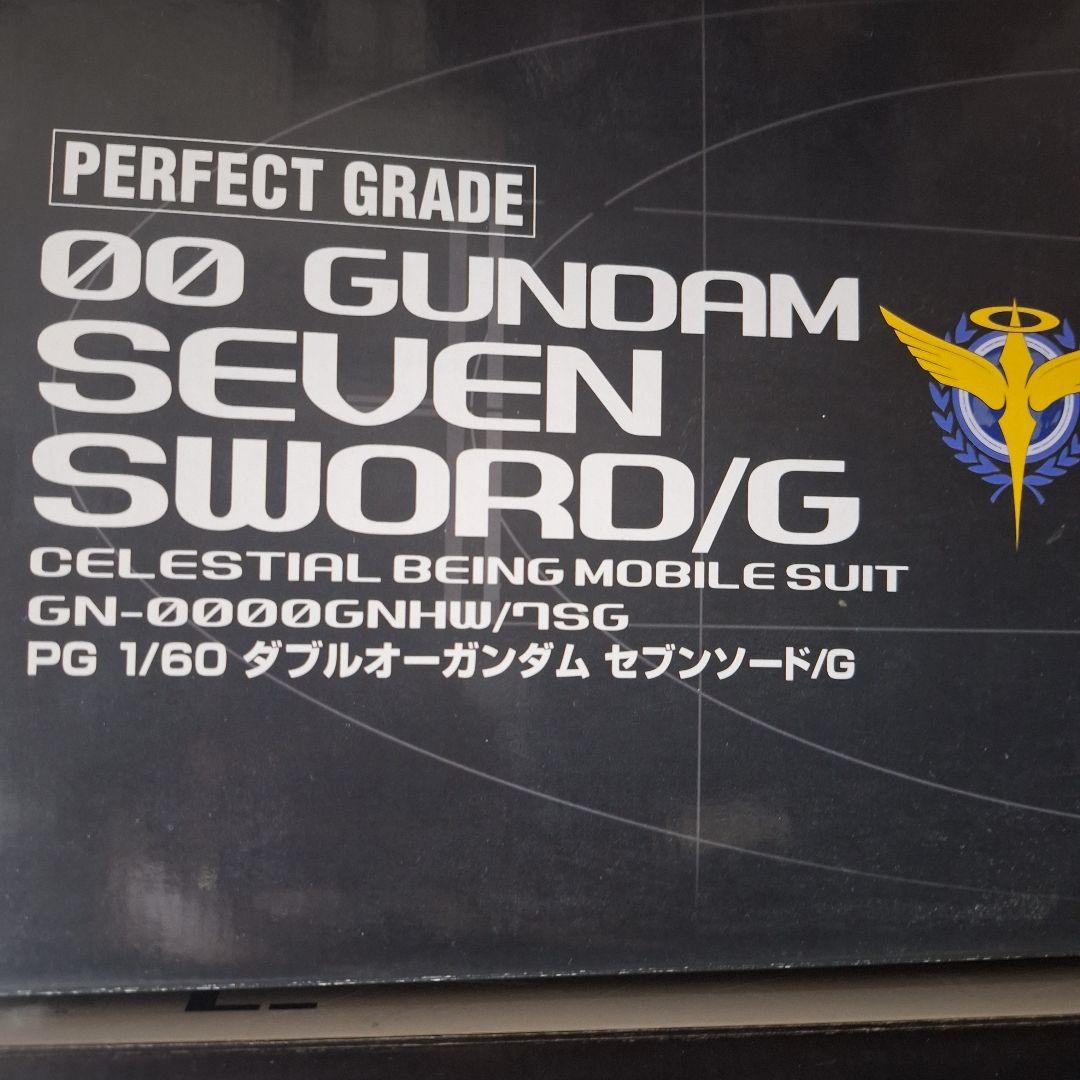 PERFECT GRADE
00 GUNDAM
SEVEN
SWORD/G
CELESTIAL BEING MOBILE SUIT
GN-0000GNHW/7SG
PG 1/60 ダブルオーガンダム セブンソード/G